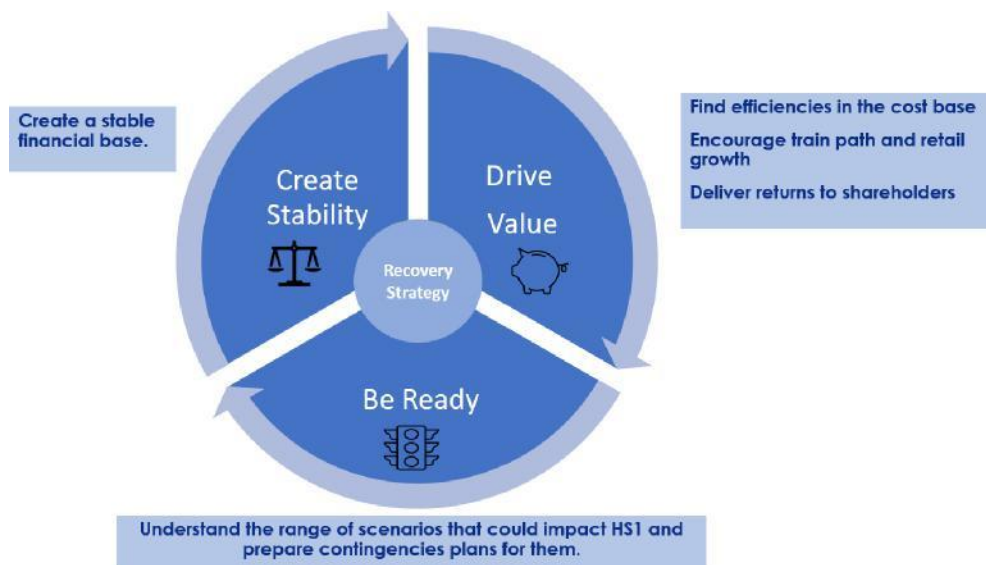 Create a stable
financial base.
Create
Stability
Drive
Value
Find efficiencies in the cost base
Encourage train path and retail
growth
Deliver returns to shareholders
Recovery
Strategy
Be Ready
Understand the range of scenarios that could impact HS1 and
prepare contingencies plans for them.